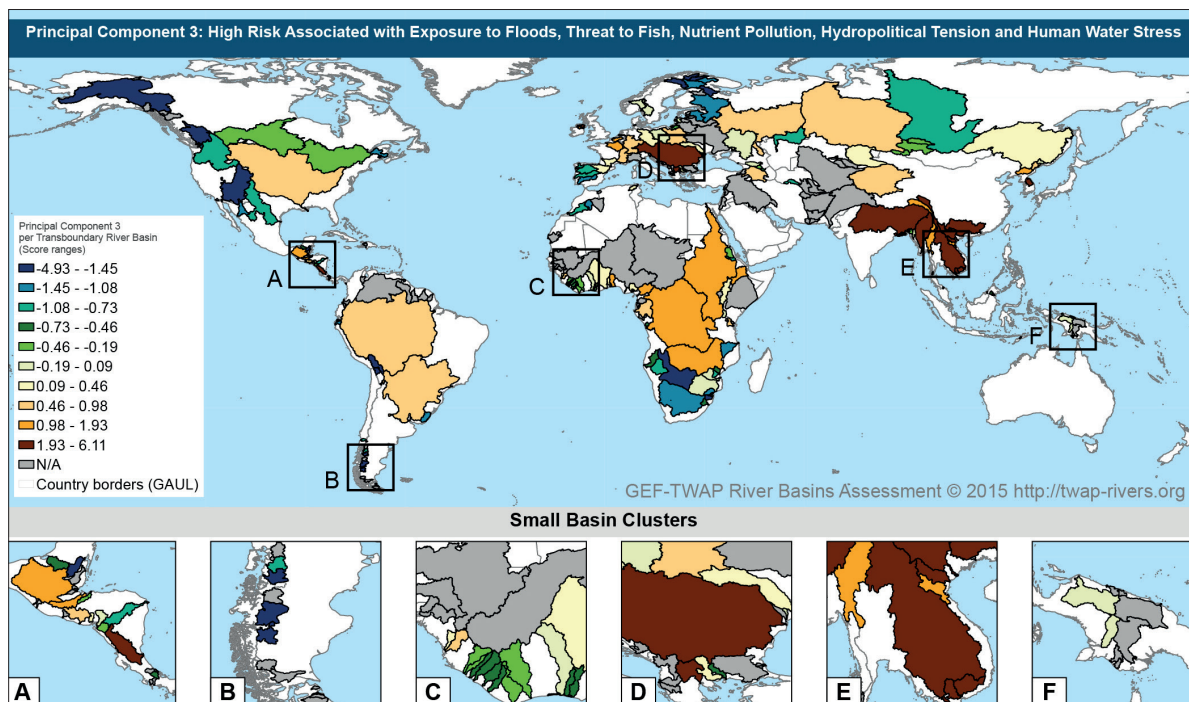 Principal Component 3: High Risk Associated with Exposure to Floods, Threat to Fish, Nutrient Pollution, Hydropolitical Tension and Human Water Stress
Principal Component 3
per Transboundary River Basin
(Score ranges)
-4.93 - -1.45
-1.45 - -1.08
-1.08 - -0.73
-0.73 - -0.46
-0.46 - -0.19
-0.19 - 0.09
0.09 - 0.46
0.46 - 0.98
0.98 - 1.93
1.93 - 6.11
N/A
Country borders (GAUL)
A
B
C
D
E
F
GEF-TWAP River Basins Assessment © 2015 http://twap-rivers.org
Small Basin Clusters
A
B
C
D
E
F